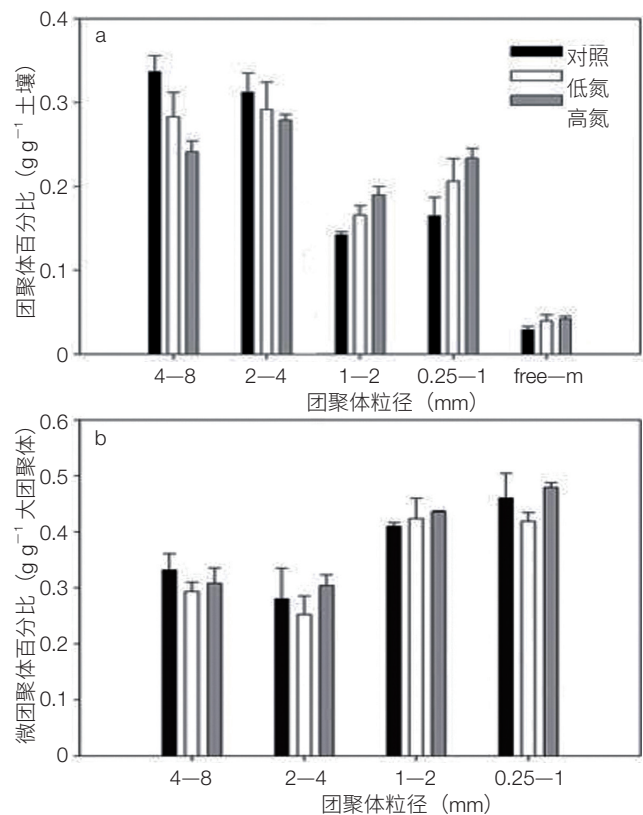 a
对照
低氮
高氮
0.4
0.3
0.2
0.1
0
团聚体百分比（g g⁻¹ 土壤）
4—8
2—4
1—2
0.25—1
free—m
团聚体粒径（mm）
b
0.6
0.5
0.4
0.3
0.2
0.1
0
微团聚体百分比（g g⁻¹ 大团聚体）
4—8
2—4
1—2
0.25—1
团聚体粒径（mm）